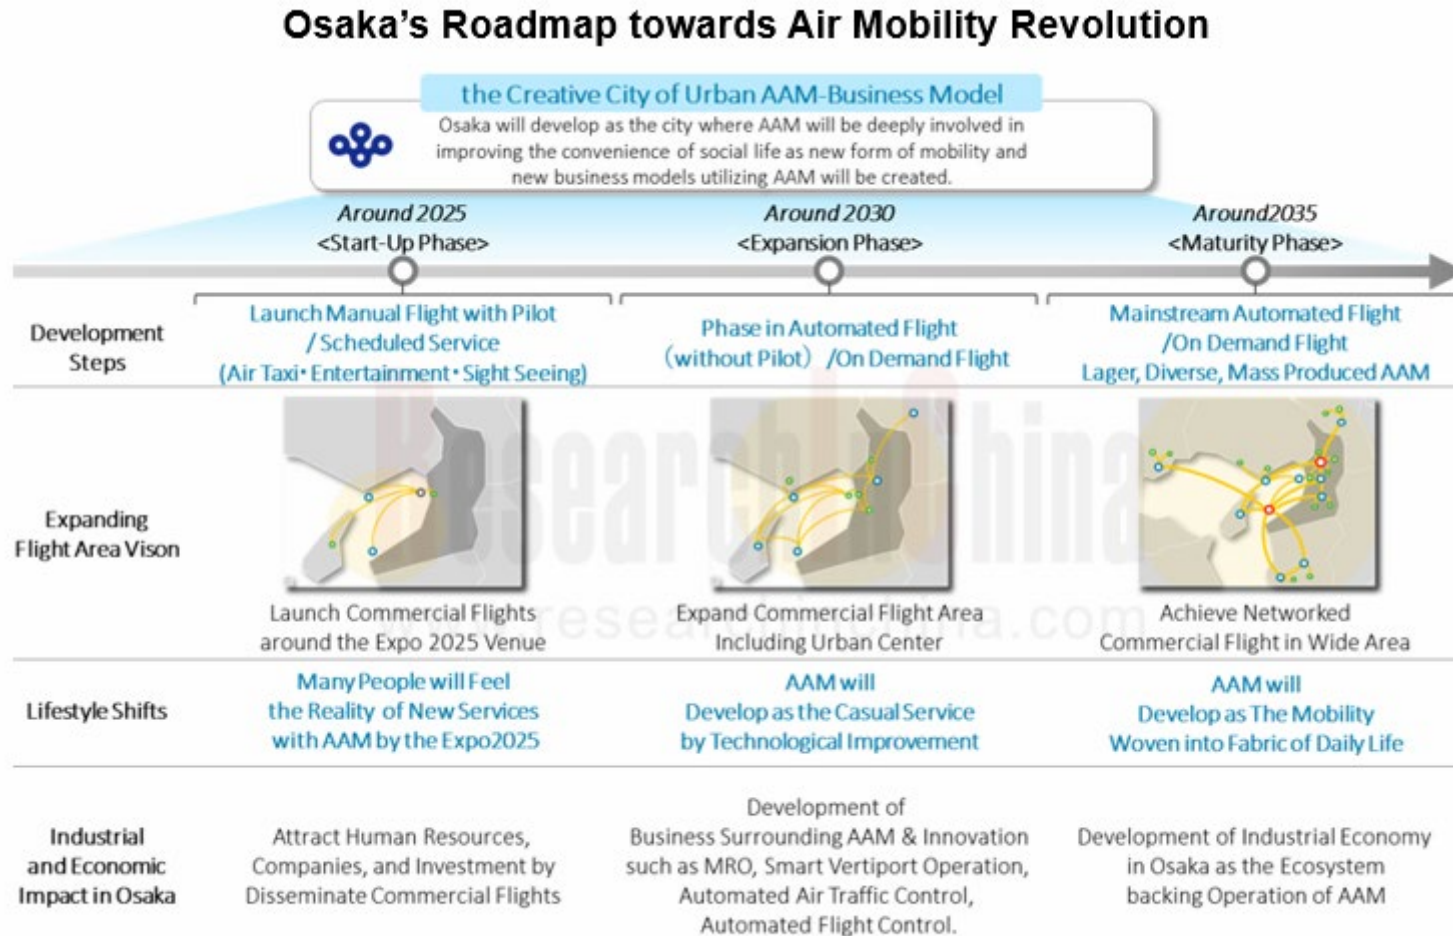 Osaka's Roadmap towards Air Mobility Revolution
the Creative City of Urban AAM-Business Model
Osaka will develop as the city where AAM will be deeply involved in
improving the convenience of social life as new form of mobility and
new business models utilizing AAM will be created.
Around 2025
<Start-Up Phase>
Around 2030
<Expansion Phase>
Around2035
<Maturity Phase>
Development
Steps
Launch Manual Flight with Pilot
/ Scheduled Service
(Air Taxi・Entertainment・Sight Seeing)
Phase in Automated Flight
（without Pilot）/On Demand Flight
Mainstream Automated Flight
/On Demand Flight
Lager, Diverse, Mass Produced AAM
Expanding
Flight Area Vison
Launch Commercial Flights
around the Expo 2025 Venue
Expand Commercial Flight Area
Including Urban Center
Achieve Networked
Commercial Flight in Wide Area
ResearchInChina
www.researchinchina.com
Lifestyle Shifts
Many People will Feel
the Reality of New Services
with AAM by the Expo2025
AAM will
Develop as the Casual Service
by Technological Improvement
AAM will
Develop as The Mobility
Woven into Fabric of Daily Life
Industrial
and Economic
Impact in Osaka
Attract Human Resources,
Companies, and Investment by
Disseminate Commercial Flights
Development of
Business Surrounding AAM & Innovation
such as MRO, Smart Vertiport Operation,
Automated Air Traffic Control,
Automated Flight Control.
Development of Industrial Economy
in Osaka as the Ecosystem
backing Operation of AAM